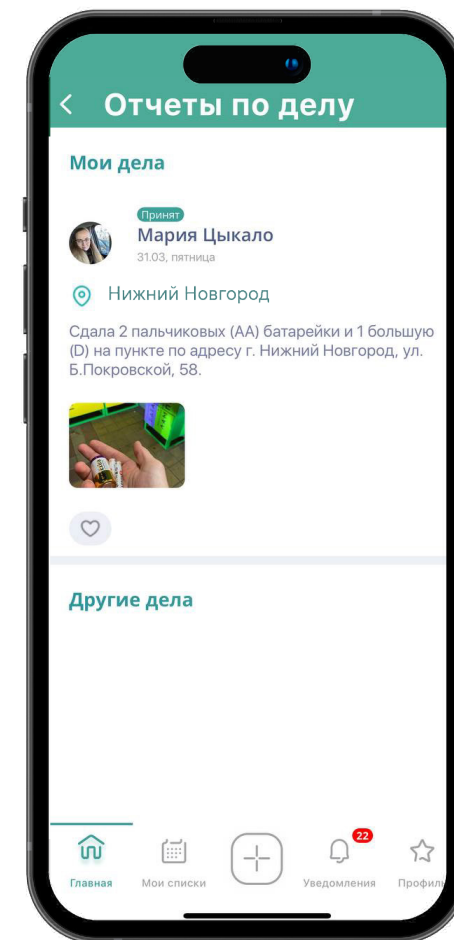 Отчеты по делу
Мои дела
Принят
Мария Цыкало
31.03, пятница
Нижний Новгород
Сдала 2 пальчиковых (АА) батарейки и 1 большую
(D) на пункте по адресу г. Нижний Новгород, ул.
Б.Покровской, 58.
Другие дела
22
Главная
Мои списки
Уведомления